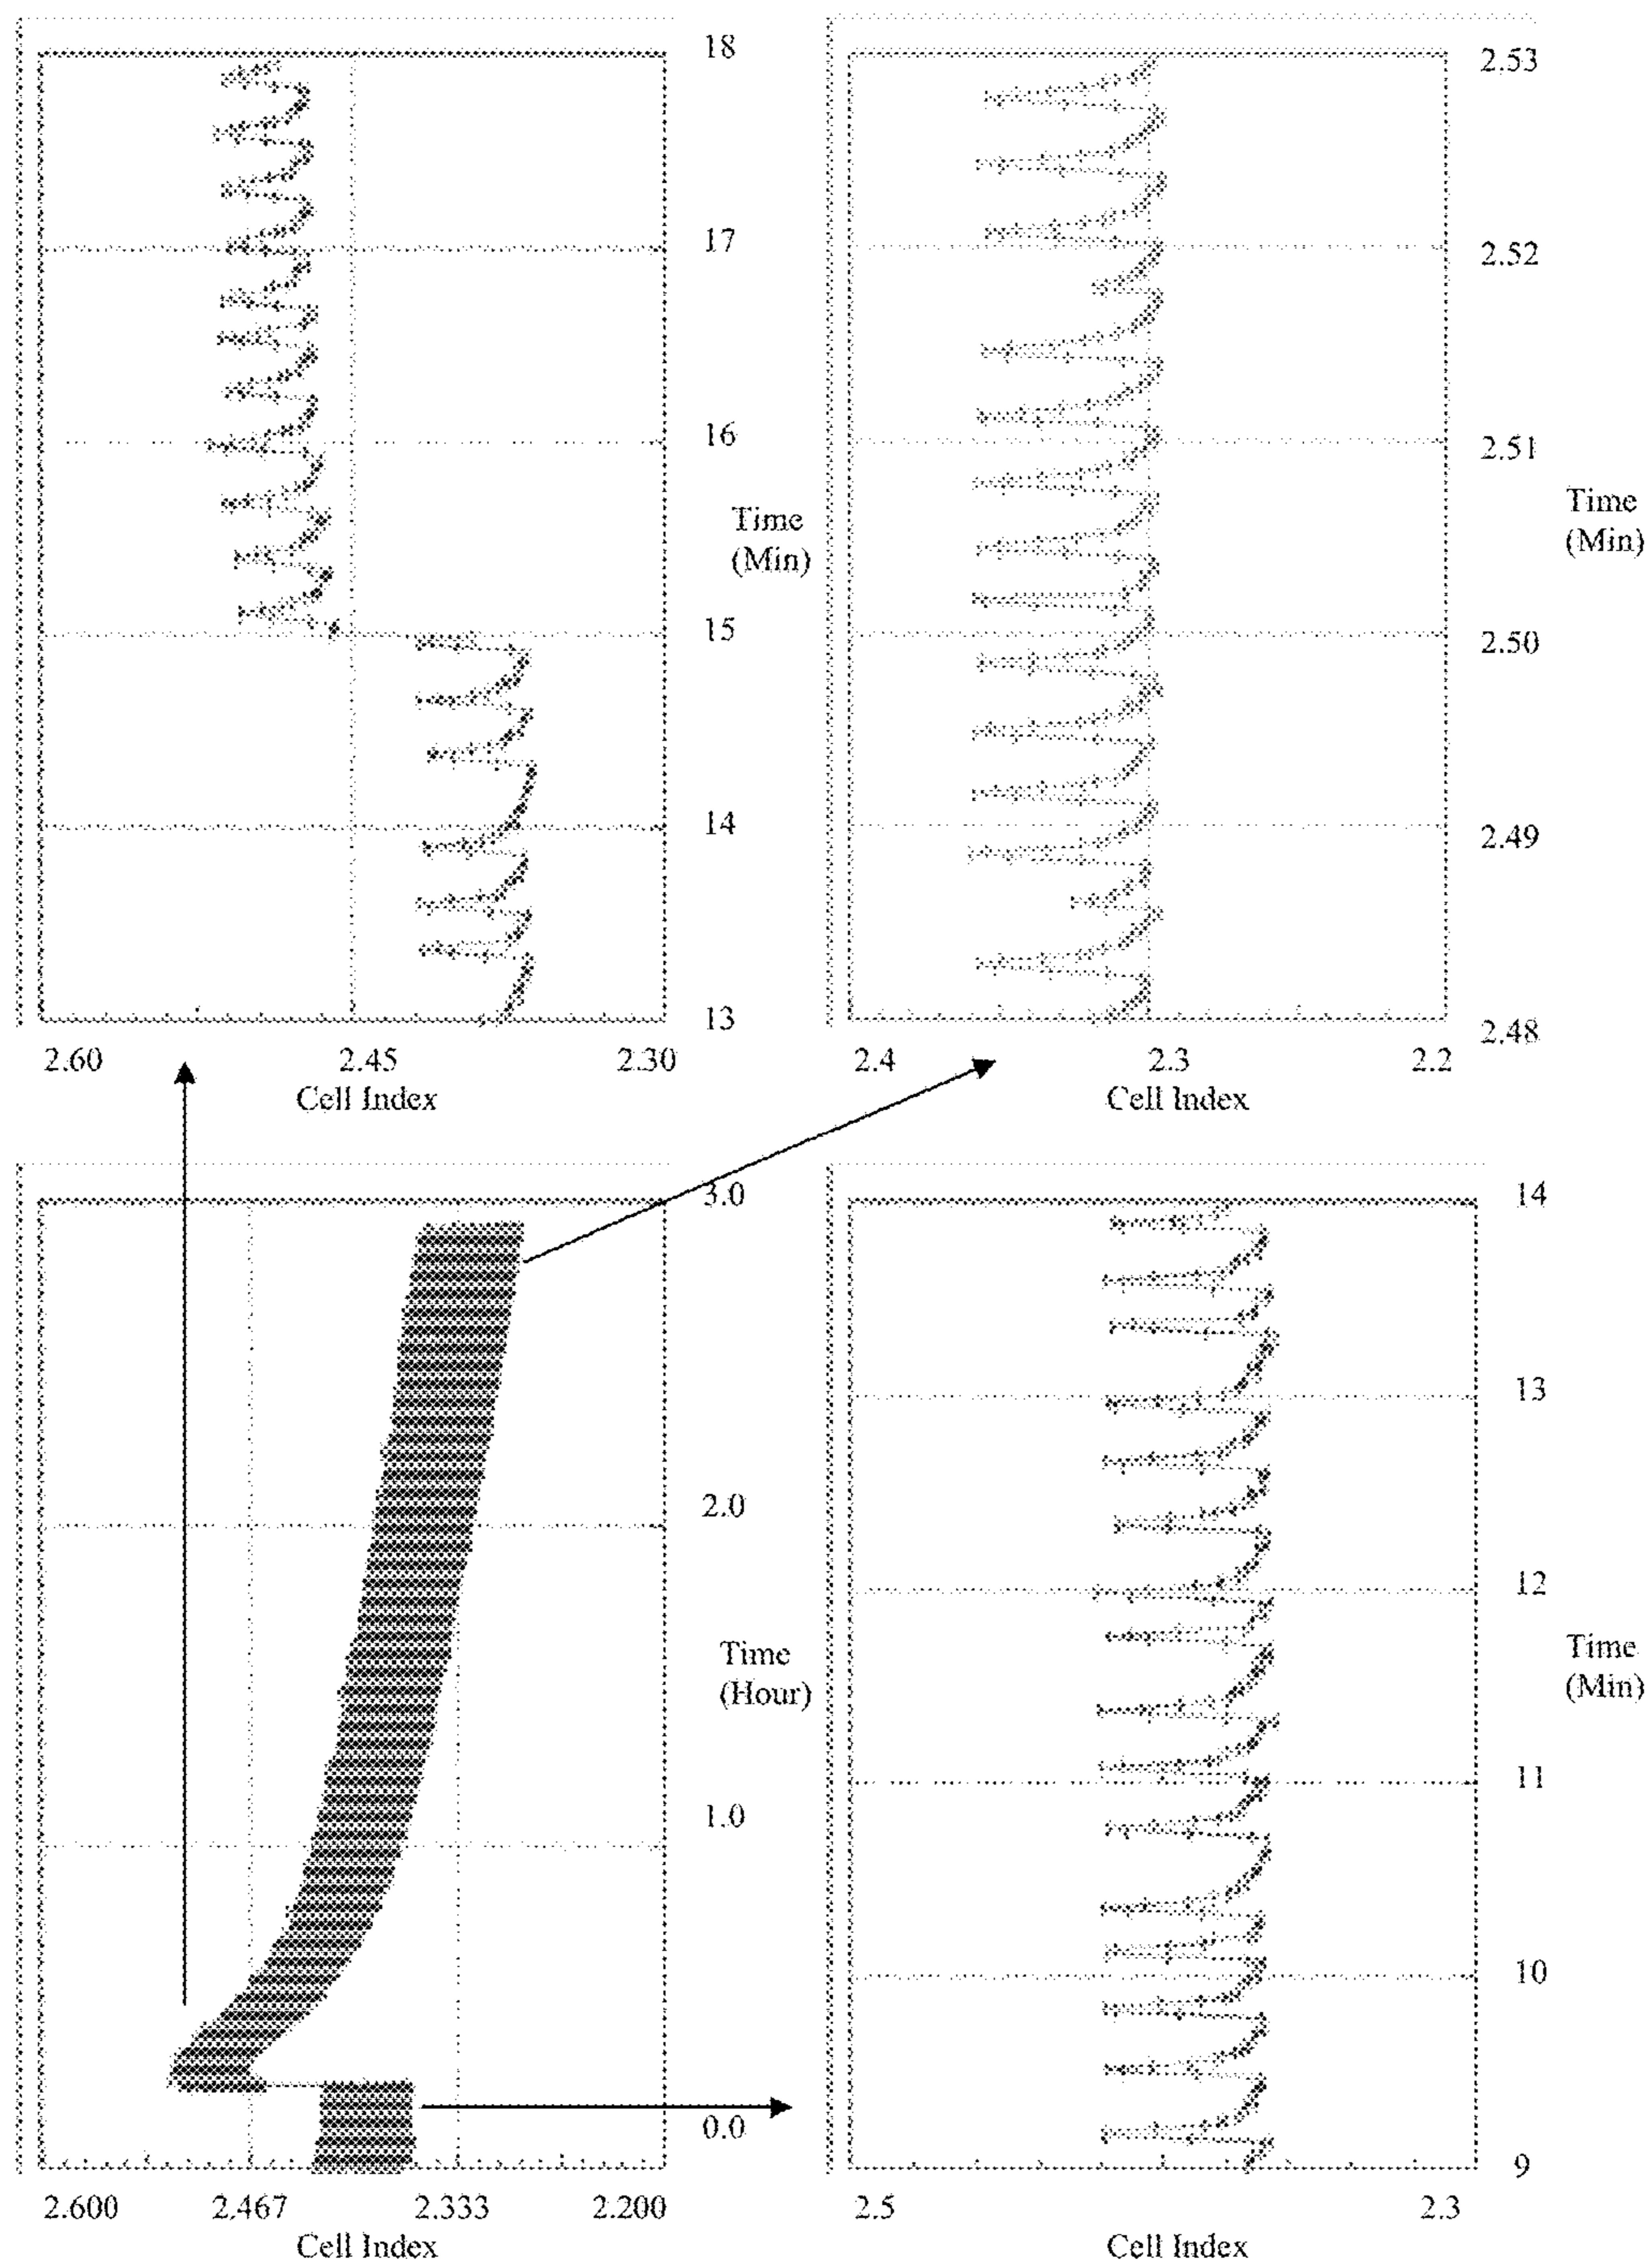 18
17
16
Time
(Min)
15
14
13
2.60 2.45 2.30
Cell Index
2.53
2.52
2.51
Time
(Min)
2.50
2.49
2.48
2.4 2.3 2.2
Cell Index
3.0
2.0
Time
(Hour)
1.0
0.0
2.600 2.467 2.333 2.200
Cell Index
14
13
12
Time
(Min)
11
10
9
2.5 2.3
Cell Index